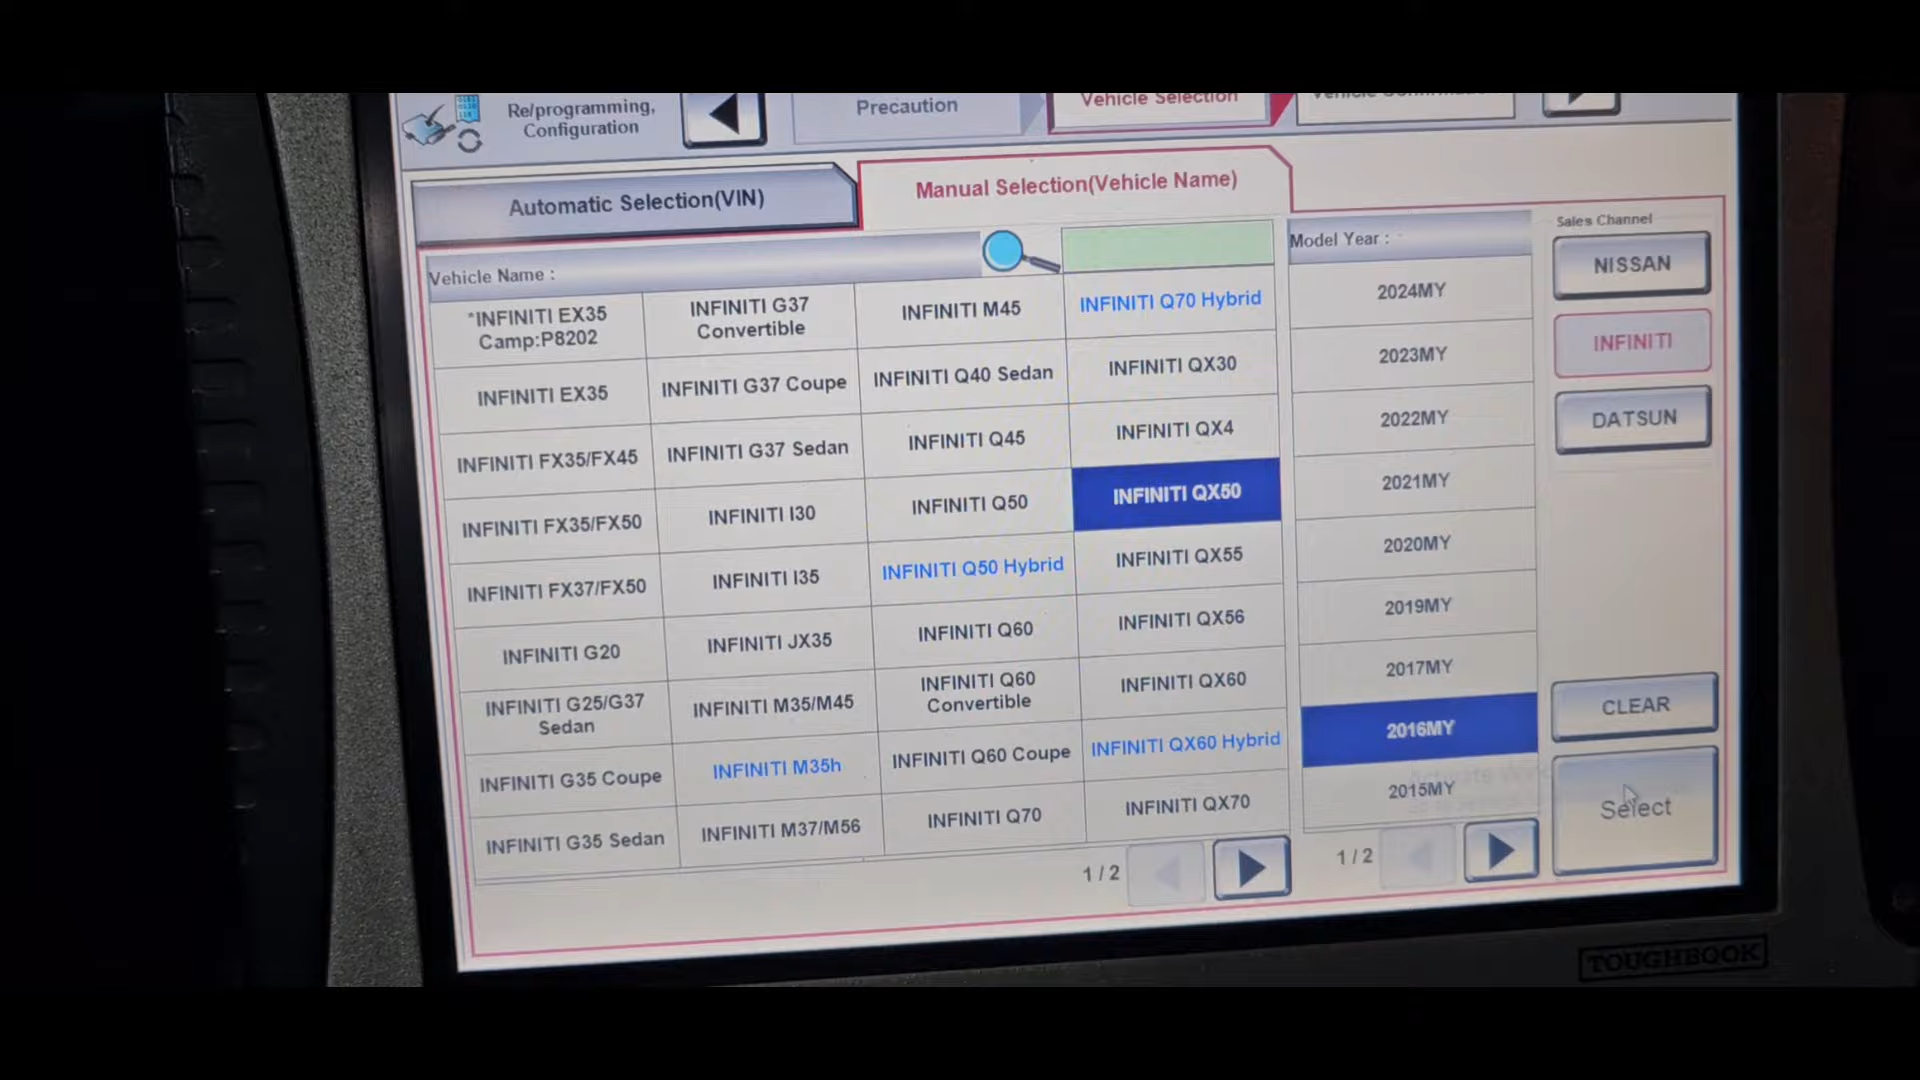 Re/programming,
Configuration
Precaution
Vehicle Selection
Automatic Selection(VIN)
Manual Selection(Vehicle Name)
Vehicle Name :
Model Year :
Sales Channel
*INFINITI EX35
Camp:P8202
INFINITI EX35
INFINITI FX35/FX45
INFINITI FX35/FX50
INFINITI FX37/FX50
INFINITI G20
INFINITI G25/G37
Sedan
INFINITI G35 Coupe
INFINITI G35 Sedan
INFINITI G37
Convertible
INFINITI G37 Coupe
INFINITI G37 Sedan
INFINITI I30
INFINITI I35
INFINITI JX35
INFINITI M35/M45
INFINITI M35h
INFINITI M37/M56
INFINITI M45
INFINITI Q40 Sedan
INFINITI Q45
INFINITI Q50
INFINITI Q50 Hybrid
INFINITI Q60
INFINITI Q60
Convertible
INFINITI Q60 Coupe
INFINITI Q70
INFINITI Q70 Hybrid
INFINITI QX30
INFINITI QX4
INFINITI QX50
INFINITI QX55
INFINITI QX56
INFINITI QX60
INFINITI QX60 Hybrid
INFINITI QX70
1/2
2024MY
2023MY
2022MY
2021MY
2020MY
2019MY
2017MY
2016MY
2015MY
1/2
NISSAN
INFINITI
DATSUN
CLEAR
Select
TOUGHBOOK